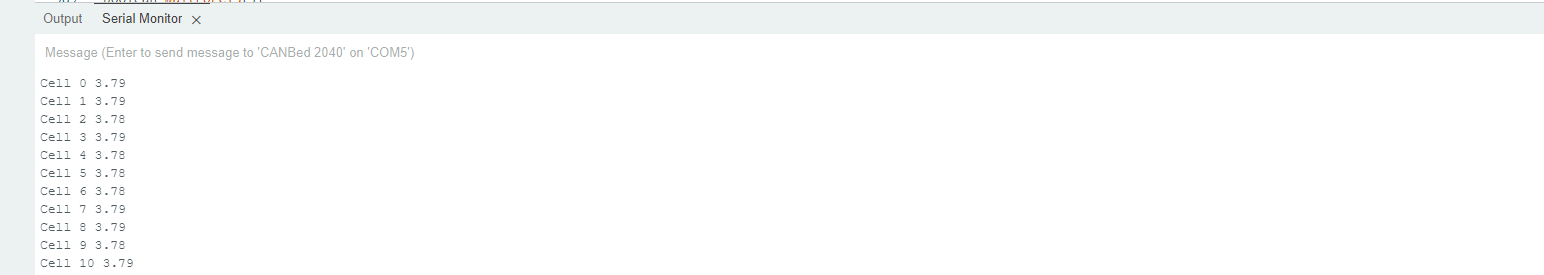 Output Serial Monitor ×
Message (Enter to send message to 'CANBed 2040' on 'COM5')
Cell 0 3.79
Cell 1 3.79
Cell 2 3.78
Cell 3 3.79
Cell 4 3.78
Cell 5 3.78
Cell 6 3.78
Cell 7 3.79
Cell 8 3.79
Cell 9 3.78
Cell 10 3.79